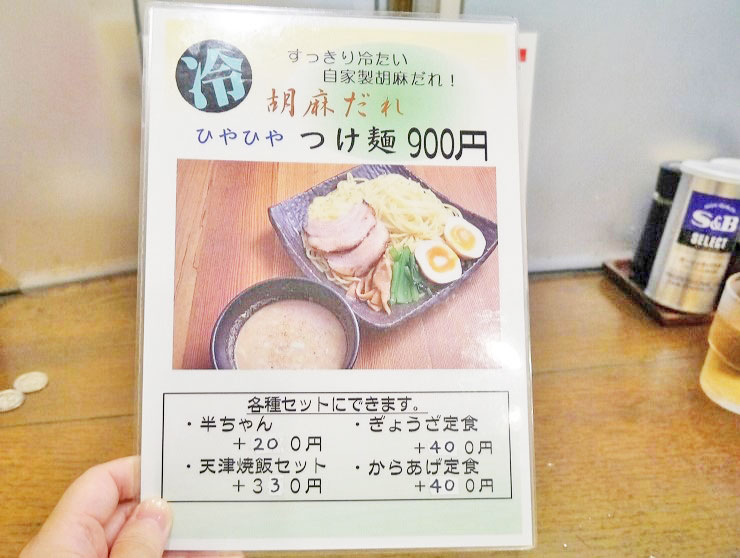 冷
すっきり冷たい
自家製胡麻だれ！
胡麻だれ
ひやひや つけ麺 900円
各種セットにできます。
・半ちゃん ・ぎょうざ定食
＋200円 ＋400円
・天津焼飯セット ・からあげ定食
＋330円 ＋400円
S&B
SELECT